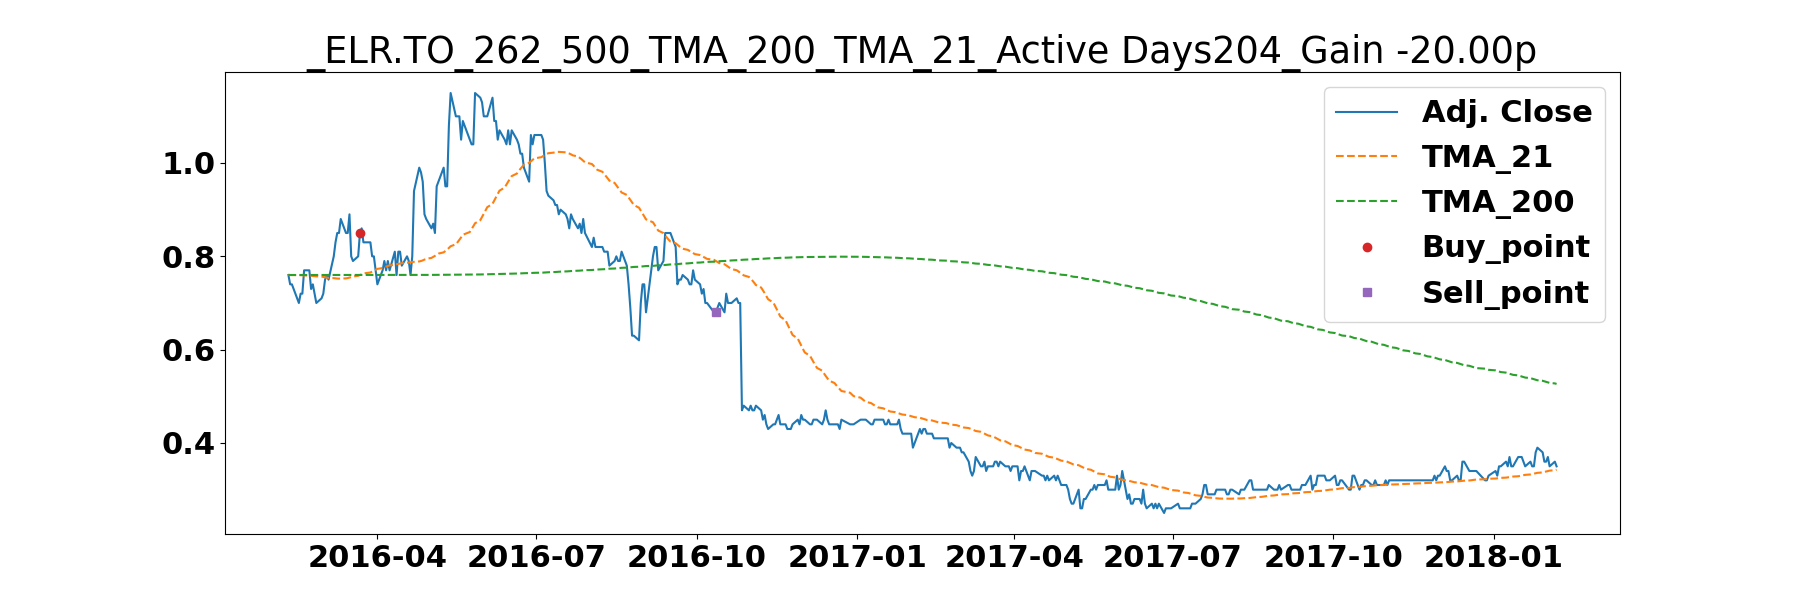 _ELR.TO_262_500_TMA_200_TMA_21_Active Days204_Gain -20.00p
Adj. Close
TMA_21
TMA_200
Buy_point
Sell_point
1.0
0.8
0.6
0.4
2016-04 2016-07 2016-10 2017-01 2017-04 2017-07 2017-10 2018-01